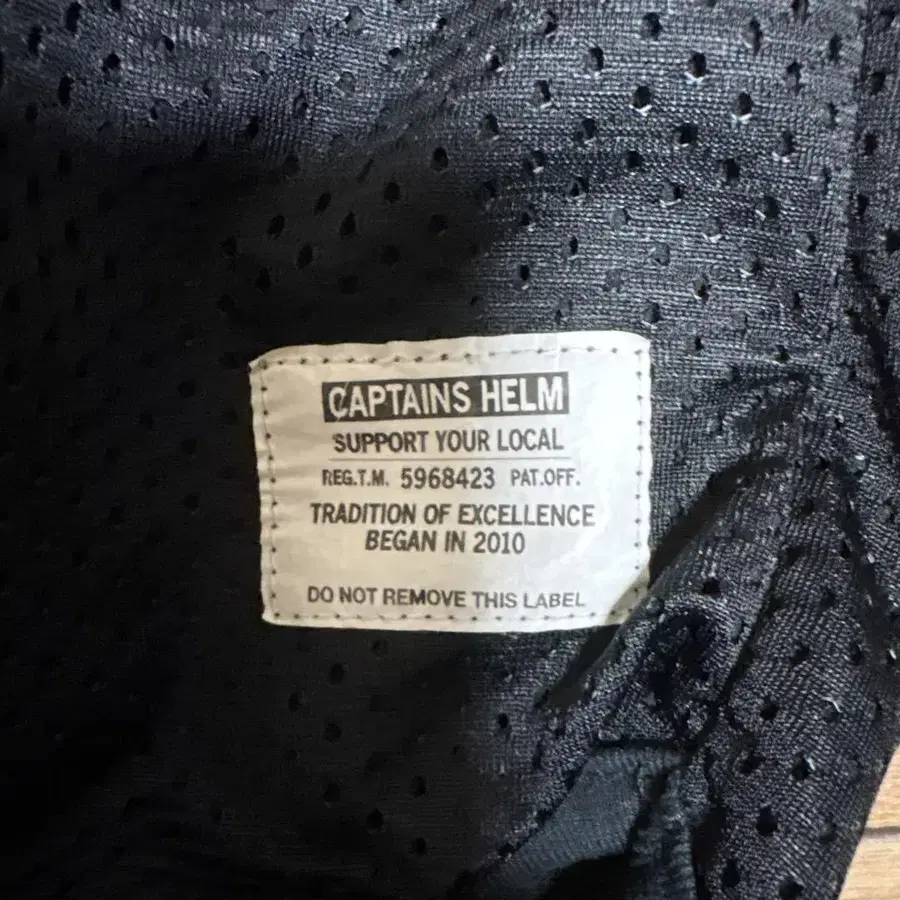 CAPTAINS HELM
SUPPORT YOUR LOCAL
REG.T.M. 5968423 PAT.OFF.
TRADITION OF EXCELLENCE
BEGAN IN 2010
DO NOT REMOVE THIS LABEL